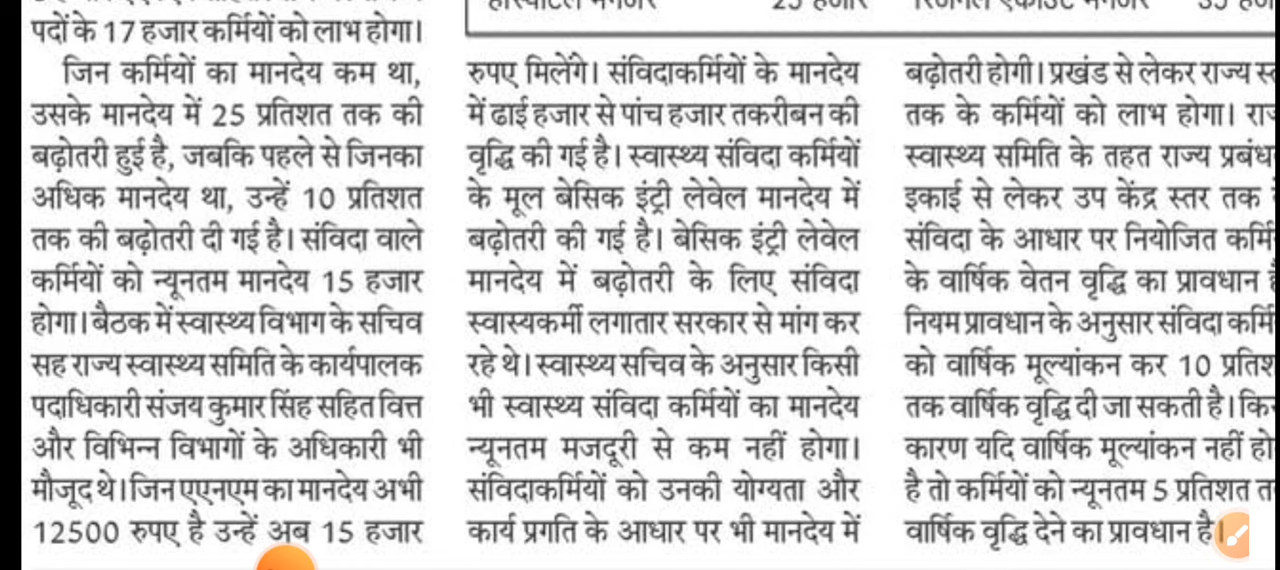 हॉस्पीटल मैनेजर 25 हजार
पदों के 17 हजार कर्मियों को लाभ होगा।
जिन कर्मियों का मानदेय कम था,
उसके मानदेय में 25 प्रतिशत तक की
बढ़ोतरी हुई है, जबकि पहले से जिनका
अधिक मानदेय था, उन्हें 10 प्रतिशत
तक की बढ़ोतरी दी गई है। संविदा वाले
कर्मियों को न्यूनतम मानदेय 15 हजार
होगा। बैठक में स्वास्थ्य विभाग के सचिव
सह राज्य स्वास्थ्य समिति के कार्यपालक
पदाधिकारी संजय कुमार सिंह सहित वित्त
और विभिन्न विभागों के अधिकारी भी
मौजूद थे। जिन एएनएम का मानदेय अभी
12500 रुपए है उन्हें अब 15 हजार
रुपए मिलेंगे। संविदाकर्मियों के मानदेय
में ढाई हजार से पांच हजार तकरीबन की
वृद्धि की गई है। स्वास्थ्य संविदा कर्मियों
के मूल बेसिक इंट्री लेवेल मानदेय में
बढ़ोतरी की गई है। बेसिक इंट्री लेवेल
मानदेय में बढ़ोतरी के लिए संविदा
स्वास्यकर्मी लगातार सरकार से मांग कर
रहे थे। स्वास्थ्य सचिव के अनुसार किसी
भी स्वास्थ्य संविदा कर्मियों का मानदेय
न्यूनतम मजदूरी से कम नहीं होगा।
संविदाकर्मियों को उनकी योग्यता और
कार्य प्रगति के आधार पर भी मानदेय में
बढ़ोतरी होगी। प्रखंड से लेकर राज्य
तक के कर्मियों को लाभ होगा।
स्वास्थ्य समिति के तहत राज्य
इकाई से लेकर उप केंद्र स्तर तक
संविदा के आधार पर नियोजित
के वार्षिक वेतन वृद्धि का प्रावधान
नियम प्रावधान के अनुसार संविदा
को वार्षिक मूल्यांकन कर 10
तक वार्षिक वृद्धि दी जा सकती है।
कारण यदि वार्षिक मूल्यांकन नहीं
है तो कर्मियों को न्यूनतम 5 प्रतिशत
वार्षिक वृद्धि देने का प्रावधान है।